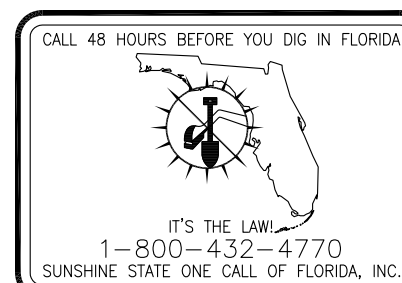 CALL 48 HOURS BEFORE YOU DIG IN FLORIDA
IT'S THE LAW!
1-800-432-4770
SUNSHINE STATE ONE CALL OF FLORIDA, INC.